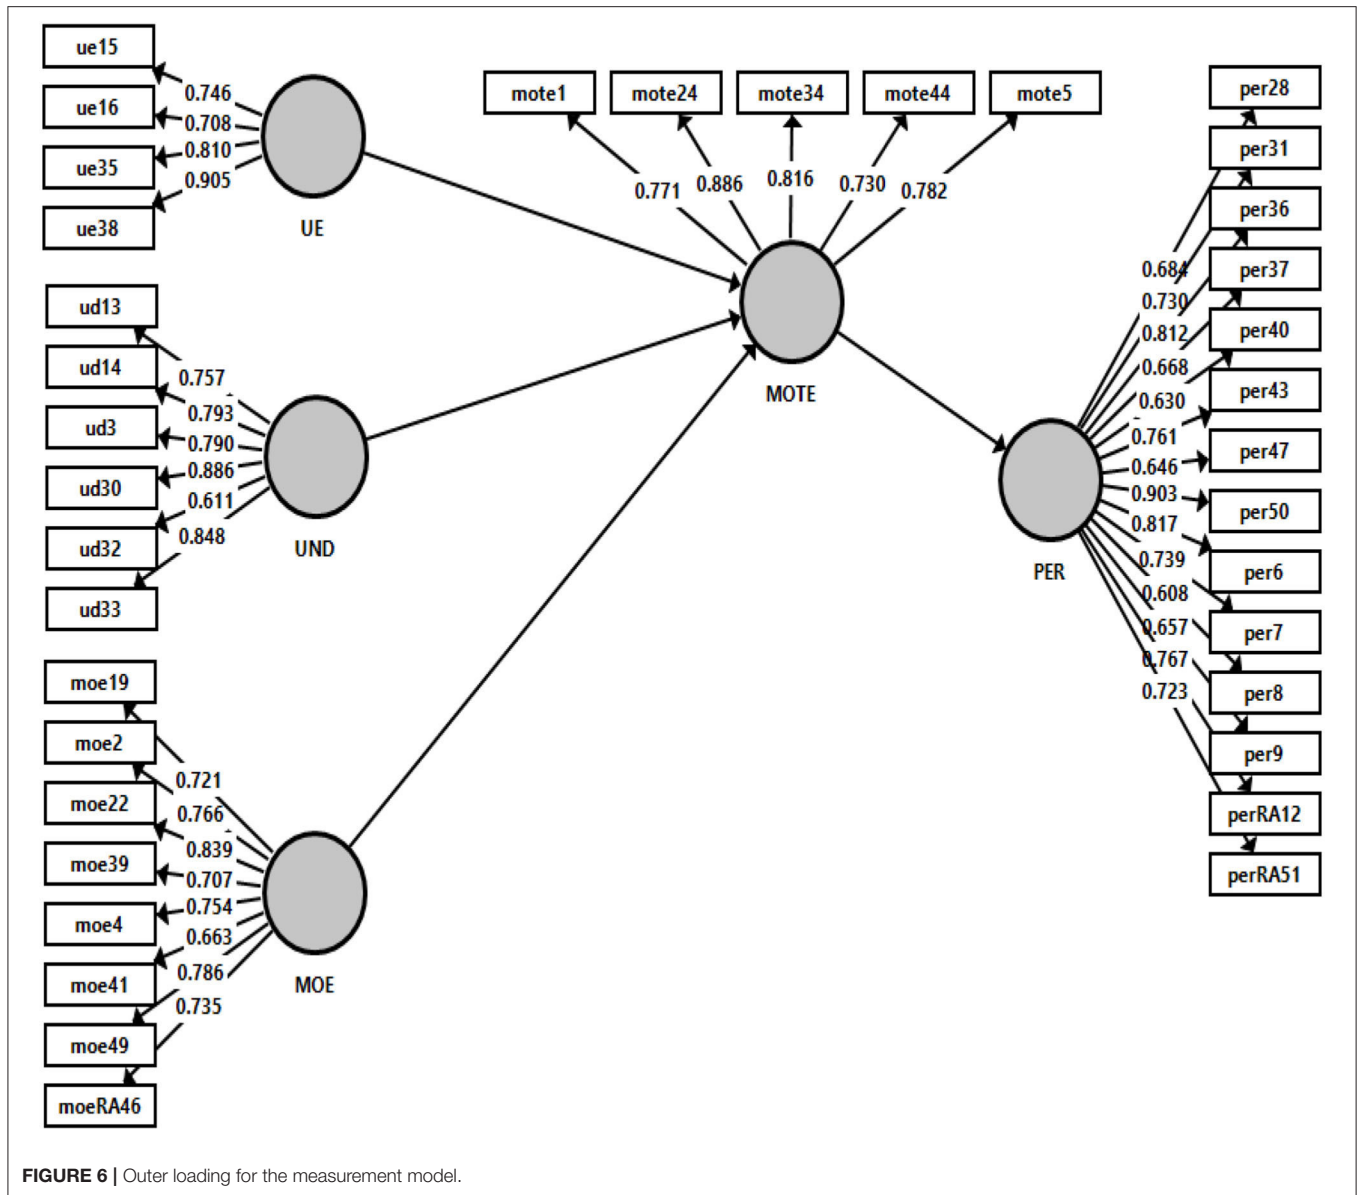 ue15
ue16
ue35
ue38
0.746
0.708
0.810
0.905
UE
ud13
ud14
ud3
ud30
ud32
ud33
0.757
0.793
0.790
0.886
0.611
0.848
UND
moe19
moe2
moe22
moe39
moe4
moe41
moe49
moeRA46
0.721
0.766
0.839
0.707
0.754
0.663
0.786
0.735
MOE
mote1
mote24
mote34
mote44
mote5
0.771
0.886
0.816
0.730
0.782
MOTE
PER
0.684
0.730
0.812
0.668
0.630
0.761
0.646
0.903
0.817
0.739
0.608
0.657
0.767
0.723
per28
per31
per36
per37
per40
per43
per47
per50
per6
per7
per8
per9
perRA12
perRA51
FIGURE 6 | Outer loading for the measurement model.